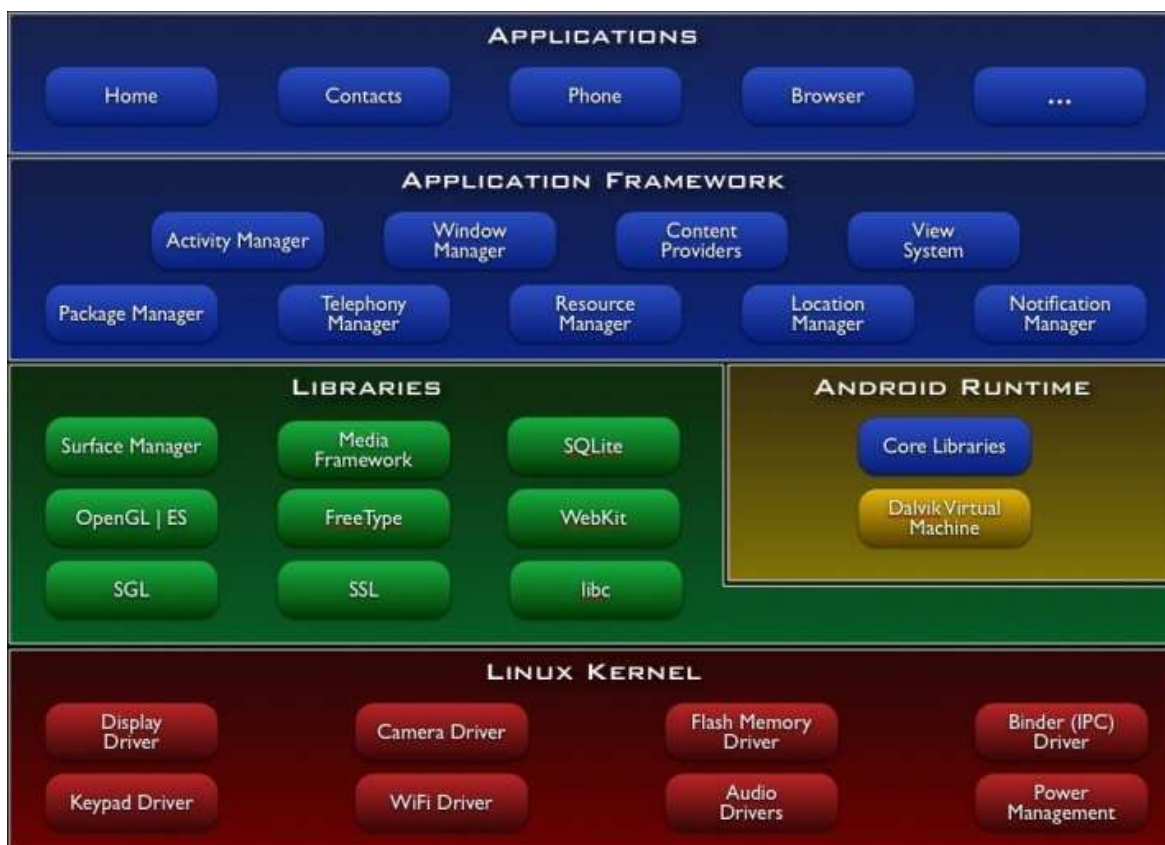 APPLICATIONS
Home
Contacts
Phone
Browser
...
APPLICATION FRAMEWORK
Activity Manager
Window
Manager
Content
Providers
View
System
Package Manager
Telephony
Manager
Resource
Manager
Location
Manager
Notification
Manager
LIBRARIES
Surface Manager
Media
Framework
SQLite
OpenGL | ES
FreeType
WebKit
SGL
SSL
libc
ANDROID RUNTIME
Core Libraries
Dalvik Virtual
Machine
LINUX KERNEL
Display
Driver
Camera Driver
Flash Memory
Driver
Binder (IPC)
Driver
Keypad Driver
WiFi Driver
Audio
Drivers
Power
Management